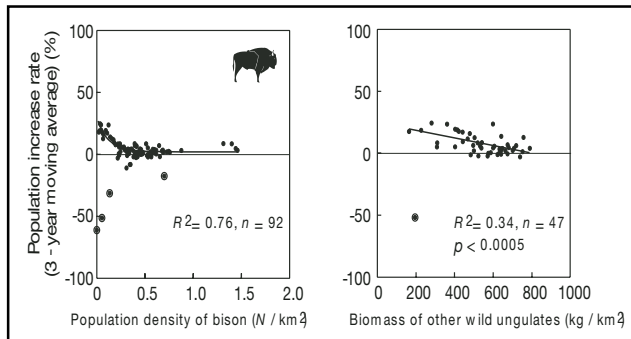 Population increase rate
(3 - year moving average) (%)
100
50
0
-50
-100
R2= 0.76, n = 92
0 0.5 1.0 1.5 2.0
Population density of bison (N / km2)
100
50
0
-50
-100
R2= 0.34, n = 47
p < 0.0005
0 200 400 600 800 1000
Biomass of other wild ungulates (kg / km2)